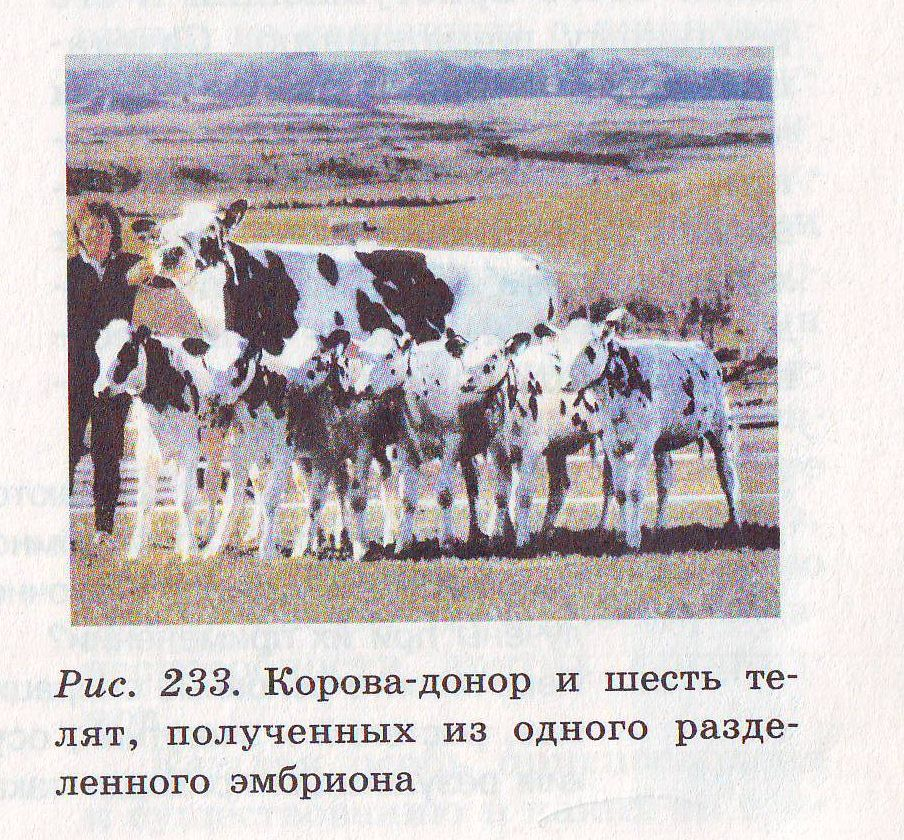 Рис. 233. Корова-донор и шесть те-
лят, полученных из одного разде-
ленного эмбриона